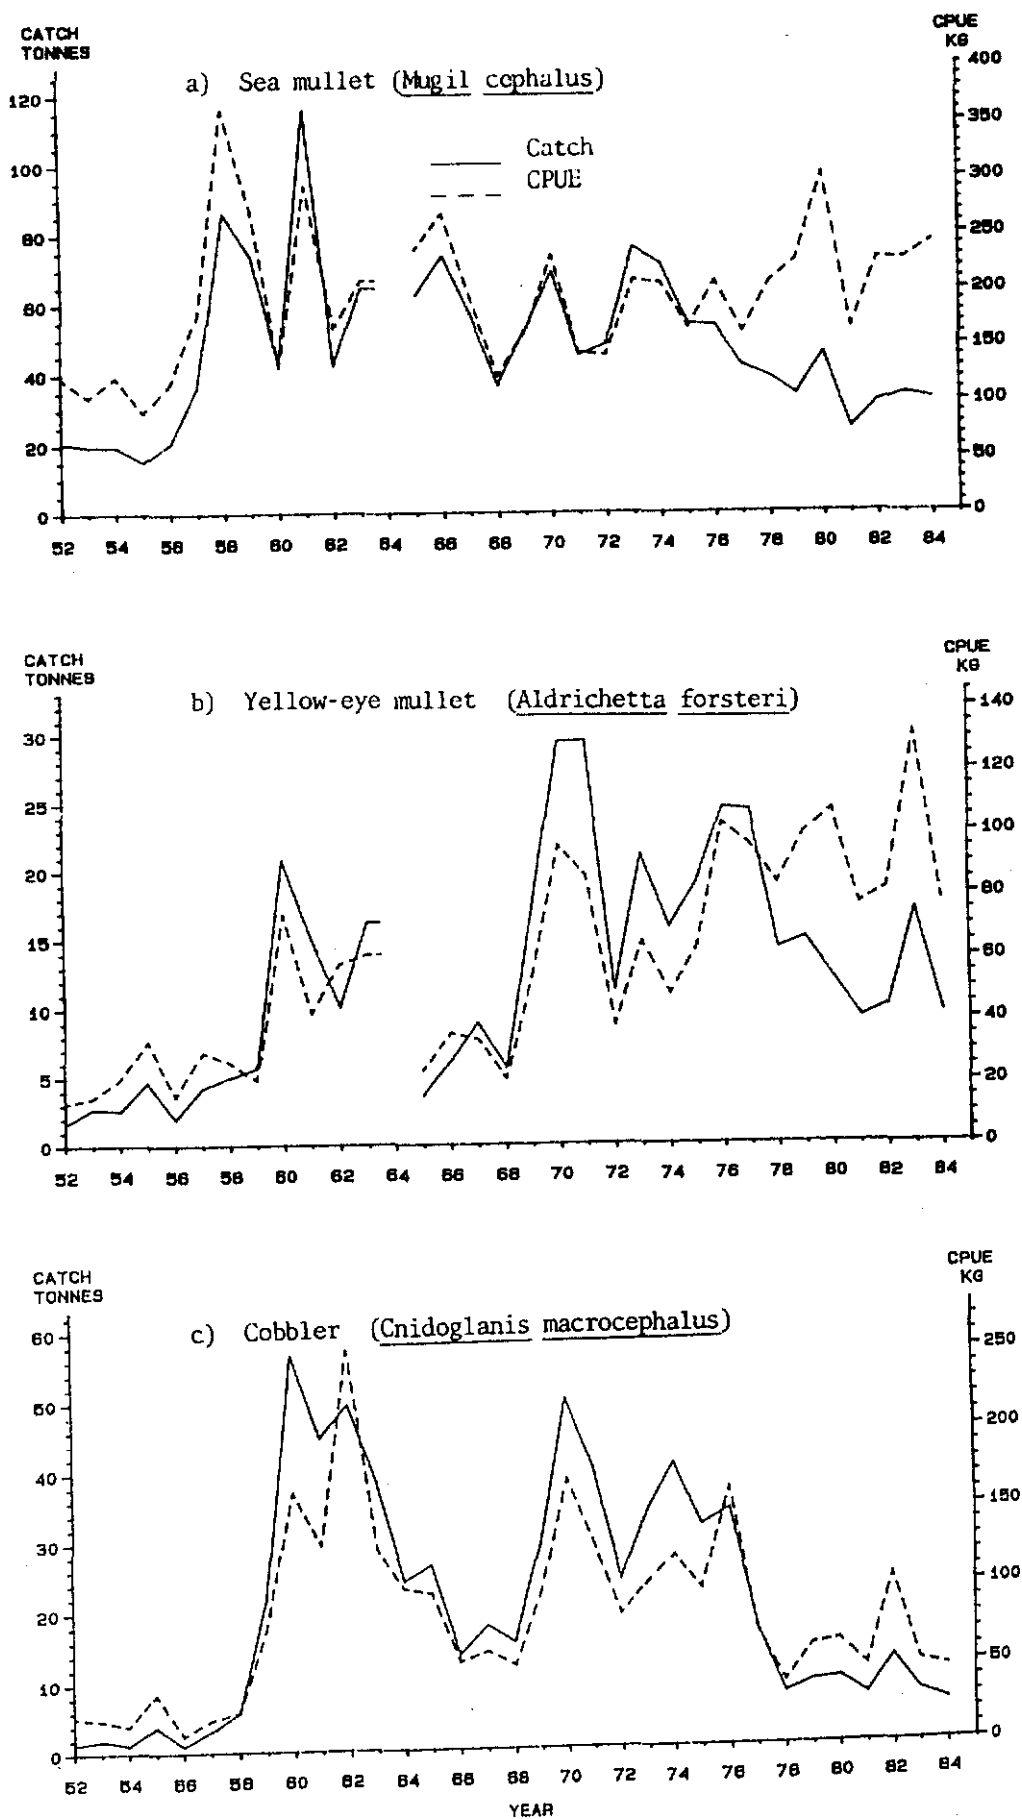 CATCH
TONNES
CPUE
KG
a) Sea mullet (Mugil cephalus)
Catch
CPUE
120
100
80
60
40
20
0
400
350
300
250
200
150
100
50
0
52 54 56 58 60 62 64 66 68 70 72 74 76 78 80 82 84
CATCH
TONNES
CPUE
KG
b) Yellow-eye mullet (Aldrichetta forsteri)
30
25
20
15
10
5
0
140
120
100
80
60
40
20
0
52 54 56 58 60 62 64 66 68 70 72 74 76 78 80 82 84
CATCH
TONNES
CPUE
KG
c) Cobbler (Cnidoglanis macrocephalus)
60
50
40
30
20
10
0
250
200
150
100
50
0
52 54 56 58 60 62 64 66 68 70 72 74 76 78 80 82 84
YEAR